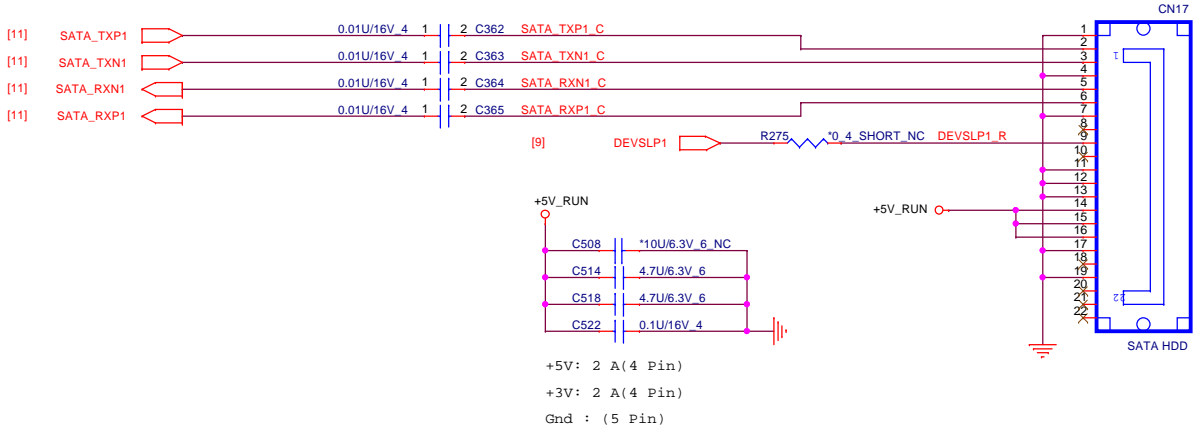 CN17
[11] SATA_TXP1 0.01U/16V_4 1 2 C362 SATA_TXP1_C
[11] SATA_TXN1 0.01U/16V_4 1 2 C363 SATA_TXN1_C
[11] SATA_RXN1 0.01U/16V_4 1 2 C364 SATA_RXN1_C
[11] SATA_RXP1 0.01U/16V_4 1 2 C365 SATA_RXP1_C
[9] DEVSLP1 R275 *0_4_SHORT_NC DEVSLP1_R
1
2
3
4
5
6
7
8
9
10
11
12
13
14
15
16
17
18
19
20
21
22
1
22
SATA HDD
+5V_RUN
+5V_RUN
C508 *10U/6.3V_6_NC
C514 4.7U/6.3V_6
C518 4.7U/6.3V_6
C522 0.1U/16V_4
+5V: 2 A(4 Pin)
+3V: 2 A(4 Pin)
Gnd : (5 Pin)